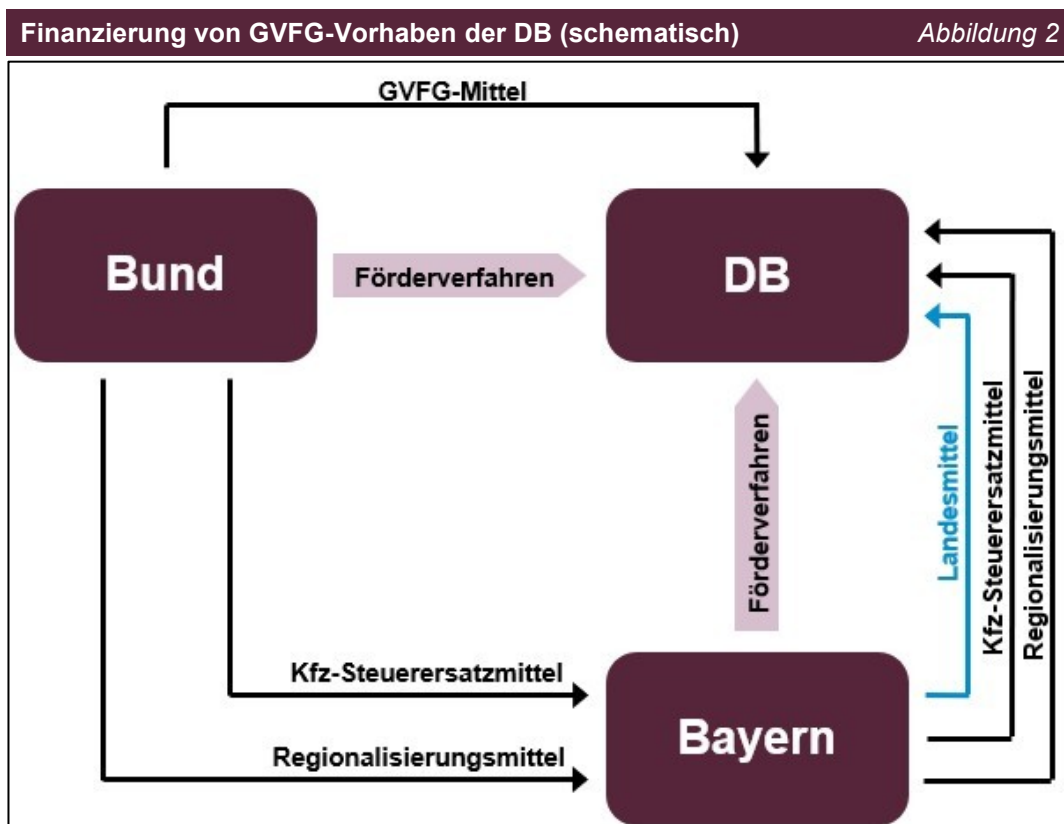 Finanzierung von GVFG-Vorhaben der DB (schematisch) Abbildung 2
GVFG-Mittel
Bund
Förderverfahren
DB
Förderverfahren
Landesmittel
Kfz-Steuerersatzmittel
Regionalisierungsmittel
Kfz-Steuerersatzmittel
Regionalisierungsmittel
Bayern